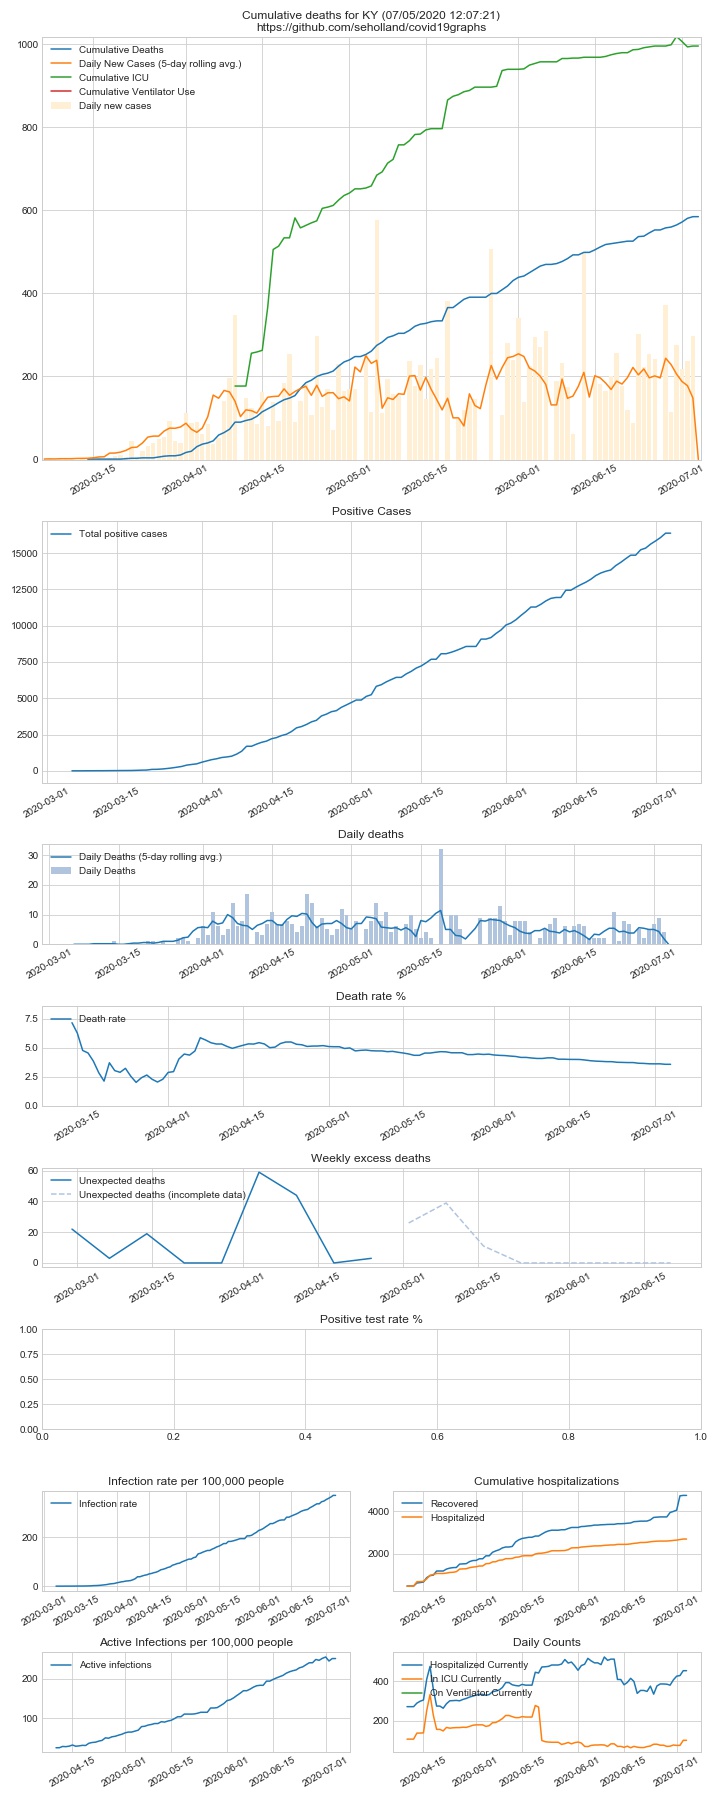 Cumulative deaths for KY (07/05/2020 12:07:21)
https://github.com/seholland/covid19graphs
Cumulative Deaths
Daily New Cases (5-day rolling avg.)
Cumulative ICU
Cumulative Ventilator Use
Daily new cases
1000
800
600
400
200
0
2020-03-15 2020-04-01 2020-04-15 2020-05-01 2020-05-15 2020-06-01 2020-06-15 2020-07-01
Positive Cases
Total positive cases
15000
12500
10000
7500
5000
2500
0
2020-03-01 2020-03-15 2020-04-01 2020-04-15 2020-05-01 2020-05-15 2020-06-01 2020-06-15 2020-07-01
Daily deaths
Daily Deaths (5-day rolling avg.)
Daily Deaths
30
20
10
0
2020-03-01 2020-03-15 2020-04-01 2020-04-15 2020-05-01 2020-05-15 2020-06-01 2020-06-15 2020-07-01
Death rate %
Death rate
7.5
5.0
2.5
0.0
2020-03-15 2020-04-01 2020-04-15 2020-05-01 2020-05-15 2020-06-01 2020-06-15 2020-07-01
Weekly excess deaths
Unexpected deaths
Unexpected deaths (incomplete data)
60
40
20
0
2020-03-01 2020-03-15 2020-04-01 2020-04-15 2020-05-01 2020-05-15 2020-06-01 2020-06-15
Positive test rate %
1.00
0.75
0.50
0.25
0.00
0.0 0.2 0.4 0.6 0.8 1.0
Infection rate per 100,000 people
Infection rate
200
0
2020-03-01 2020-03-15 2020-04-01 2020-04-15 2020-05-01 2020-05-15 2020-06-01 2020-06-15 2020-07-01
Cumulative hospitalizations
Recovered
Hospitalized
4000
2000
2020-04-15 2020-05-01 2020-05-15 2020-06-01 2020-06-15 2020-07-01
Active Infections per 100,000 people
Active infections
200
100
2020-04-15 2020-05-01 2020-05-15 2020-06-01 2020-06-15 2020-07-01
Daily Counts
Hospitalized Currently
In ICU Currently
On Ventilator Currently
400
200
2020-04-15 2020-05-01 2020-05-15 2020-06-01 2020-06-15 2020-07-01